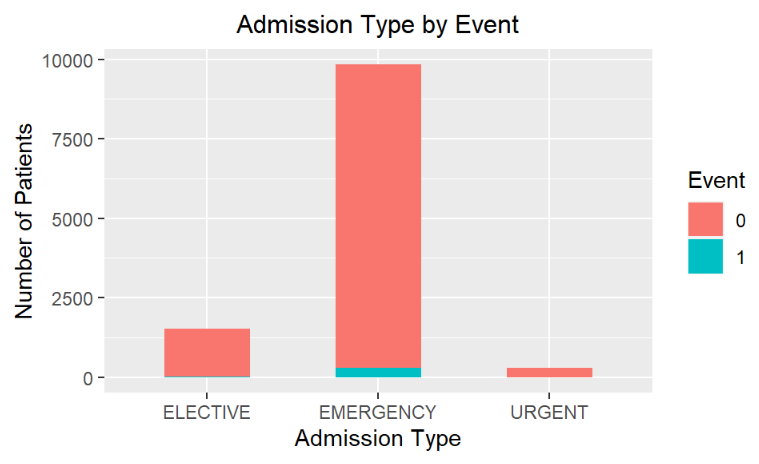 Admission Type by Event
Number of Patients
10000
7500
5000
2500
0
ELECTIVE EMERGENCY URGENT
Admission Type
Event
0
1